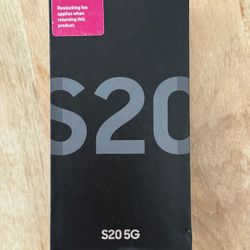 Restocking fee
applies when
returning this
product.
S20
S20 5G